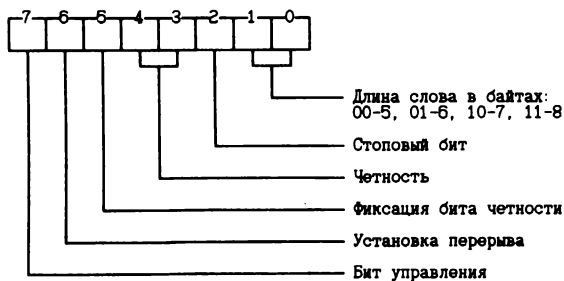 7 6 5 4 3 2 1 0
Длина слова в байтах:
00-5, 01-6, 10-7, 11-8
Стоповый бит
Четность
Фиксация бита четности
Установка перерыва
Бит управления